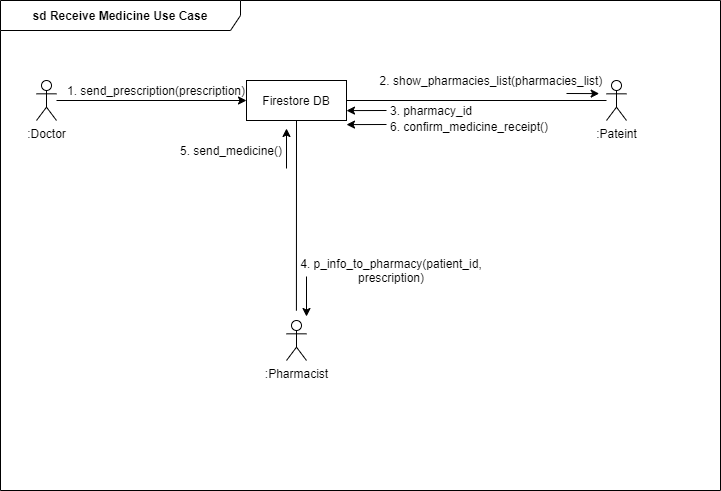 sd Receive Medicine Use Case
1. send_prescription(prescription)
Firestore DB
2. show_pharmacies_list(pharmacies_list)
3. pharmacy_id
6. confirm_medicine_receipt()
:Doctor
:Pateint
5. send_medicine()
4. p_info_to_pharmacy(patient_id,
prescription)
:Pharmacist